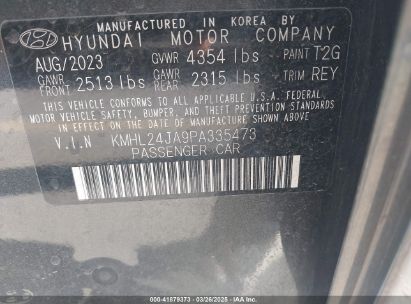 MANUFACTURED IN KOREA BY
HYUNDAI MOTOR COMPANY
AUG/2023 GVWR 4354 lbs PAINT T2G
GAWR FRONT 2513 lbs GAWR REAR 2315 lbs TRIM REY
THIS VEHICLE CONFORMS TO ALL APPLICABLE U.S.A. FEDERAL
MOTOR VEHICLE SAFETY, BUMPER, AND THEFT PREVENTION
STANDARDS IN EFFECT ON THE DATE OF MANUFACTURE SHOWN ABOVE.
V.I.N KMHL24JA9PA335473
PASSENGER CAR
© IAA 00-41879373 - 03/26/2025 - © IAA